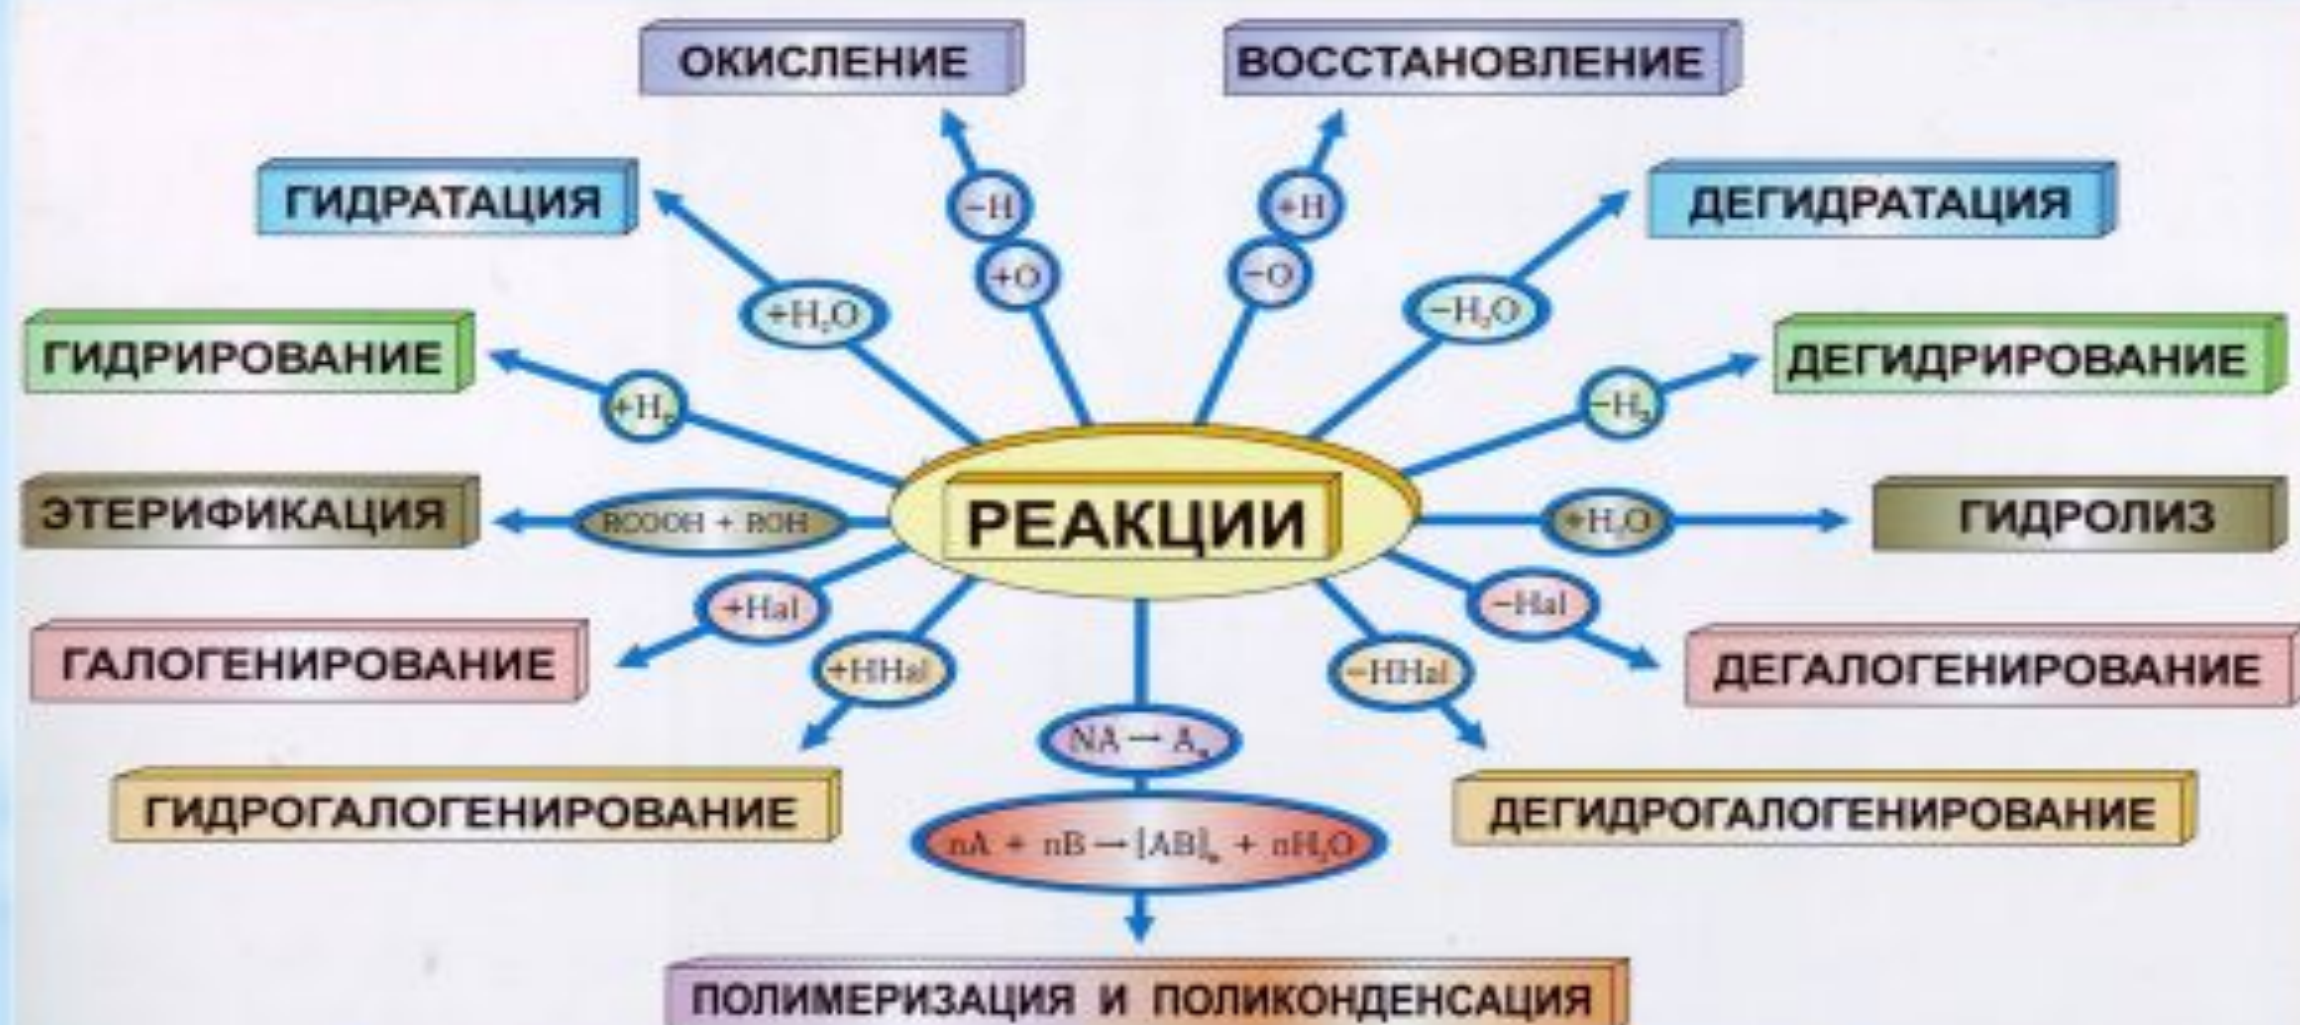 ОКИСЛЕНИЕ
ВОССТАНОВЛЕНИЕ
ГИДРАТАЦИЯ
–H
+H
ДЕГИДРАТАЦИЯ
+O
–O
+H₂O
–H₂O
ГИДРИРОВАНИЕ
+H₂
–H₂
ДЕГИДРИРОВАНИЕ
ЭТЕРИФИКАЦИЯ
RCOOH + ROH
РЕАКЦИИ
+H₂O
ГИДРОЛИЗ
+Hal
–Hal
ГАЛОГЕНИРОВАНИЕ
+HHal
–HHal
ДЕГАЛОГЕНИРОВАНИЕ
NA → Aₙ
ГИДРОГАЛОГЕНИРОВАНИЕ
ДЕГИДРОГАЛОГЕНИРОВАНИЕ
nA + nB → [AB]ₙ + nH₂O
ПОЛИМЕРИЗАЦИЯ И ПОЛИКОНДЕНСАЦИЯ